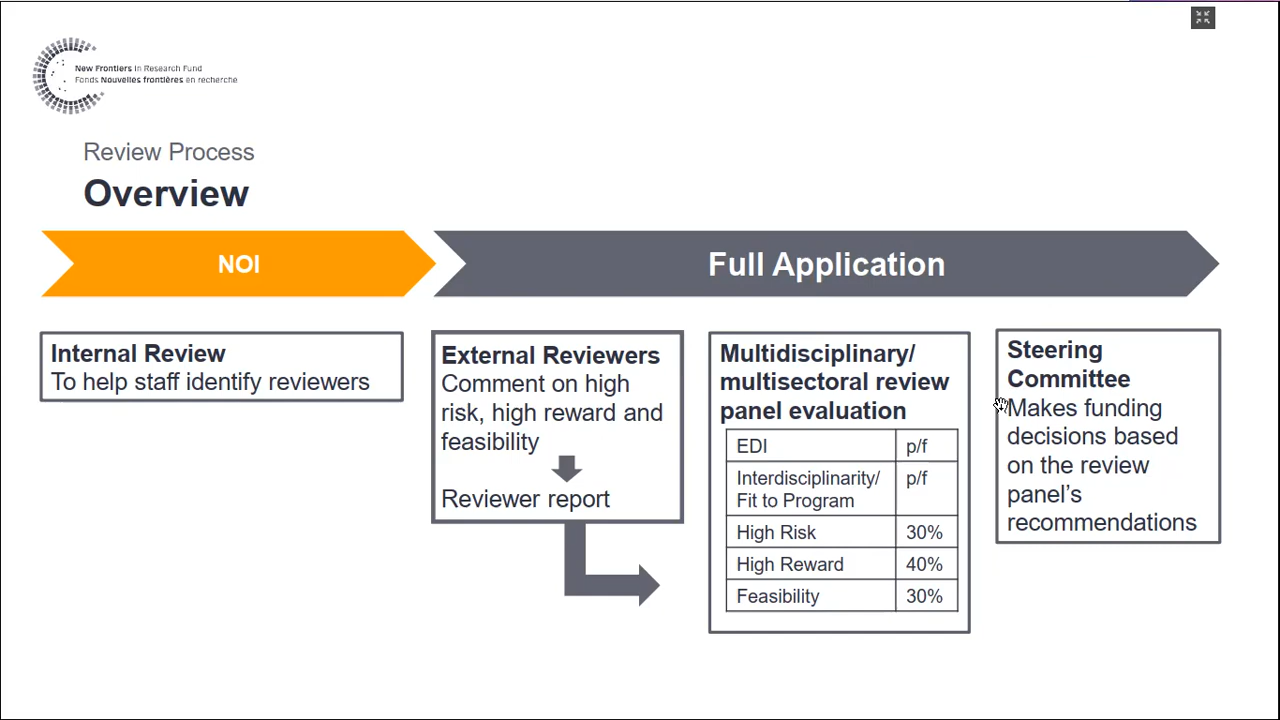 New Frontiers in Research Fund
Fonds Nouvelles frontières en recherche
Review Process
Overview
NOI
Full Application
Internal Review
To help staff identify reviewers
External Reviewers
Comment on high
risk, high reward and
feasibility
Reviewer report
Multidisciplinary/
multisectoral review
panel evaluation
EDI p/f
Interdisciplinarity/ p/f
Fit to Program
High Risk 30%
High Reward 40%
Feasibility 30%
Steering
Committee
Makes funding
decisions based
on the review
panel’s
recommendations